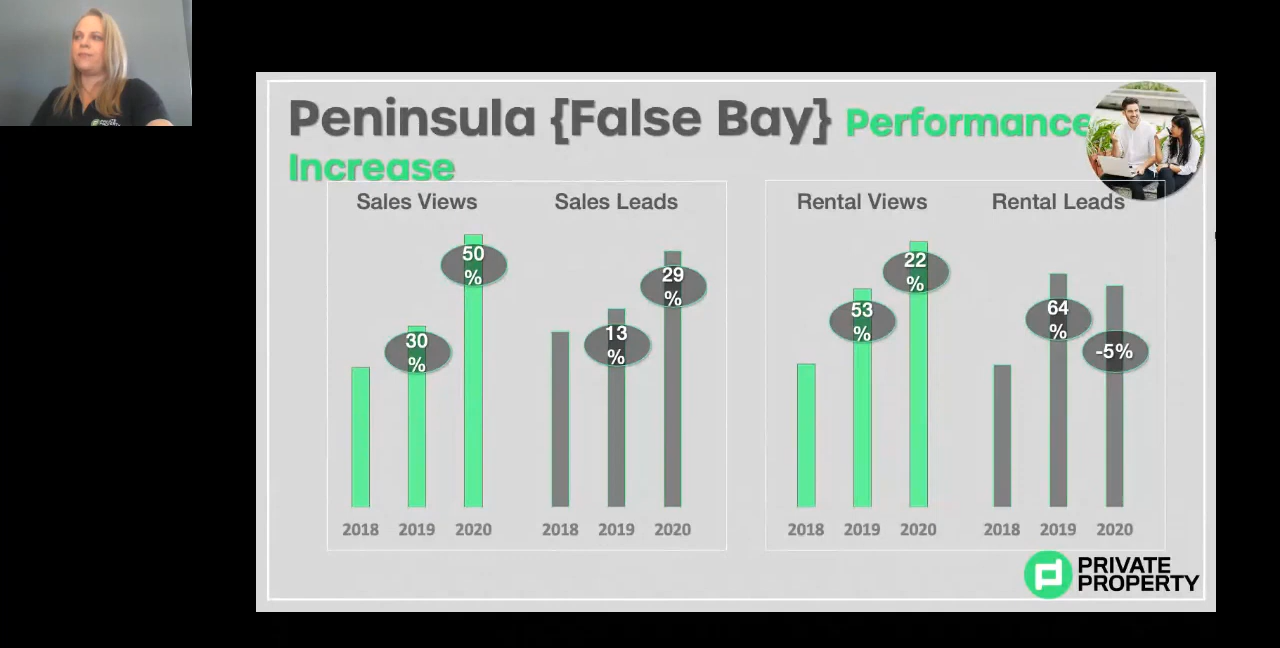 Peninsula {False Bay} Performance
Increase
Sales Views
Sales Leads
Rental Views
Rental Leads
50
%
30
%
29
%
13
%
22
%
53
%
64
%
-5%
2018 2019 2020 2018 2019 2020 2018 2019 2020 2018 2019 2020
PRIVATE
PROPERTY